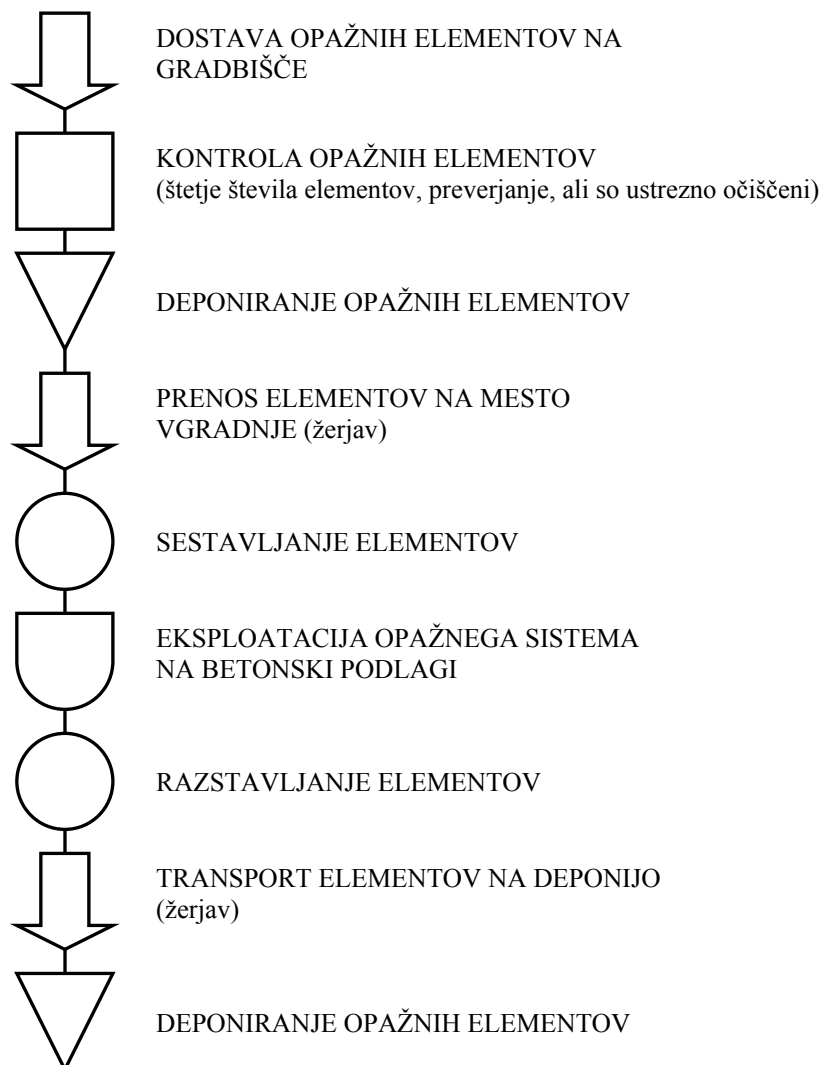 DOSTAVA OPAŽNIH ELEMENTOV NA
GRADBIŠČE
KONTROLA OPAŽNIH ELEMENTOV
(štetje števila elementov, preverjanje, ali so ustrezno očiščeni)
DEPONIRANJE OPAŽNIH ELEMENTOV
PRENOS ELEMENTOV NA MESTO
VGRADNJE (žerjav)
SESTAVLJANJE ELEMENTOV
EKSPLOATACIJA OPAŽNEGA SISTEMA
NA BETONSKI PODLAGI
RAZSTAVLJANJE ELEMENTOV
TRANSPORT ELEMENTOV NA DEPONIJO
(žerjav)
DEPONIRANJE OPAŽNIH ELEMENTOV